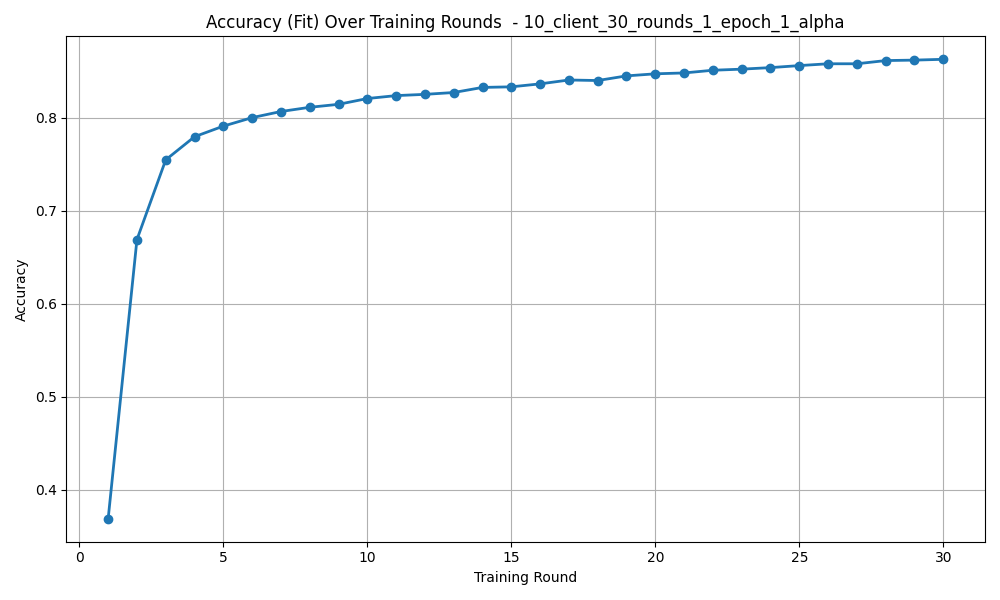 Accuracy (Fit) Over Training Rounds  - 10_client_30_rounds_1_epoch_1_alpha
Accuracy
0.8
0.7
0.6
0.5
0.4
0 5 10 15 20 25 30
Training Round